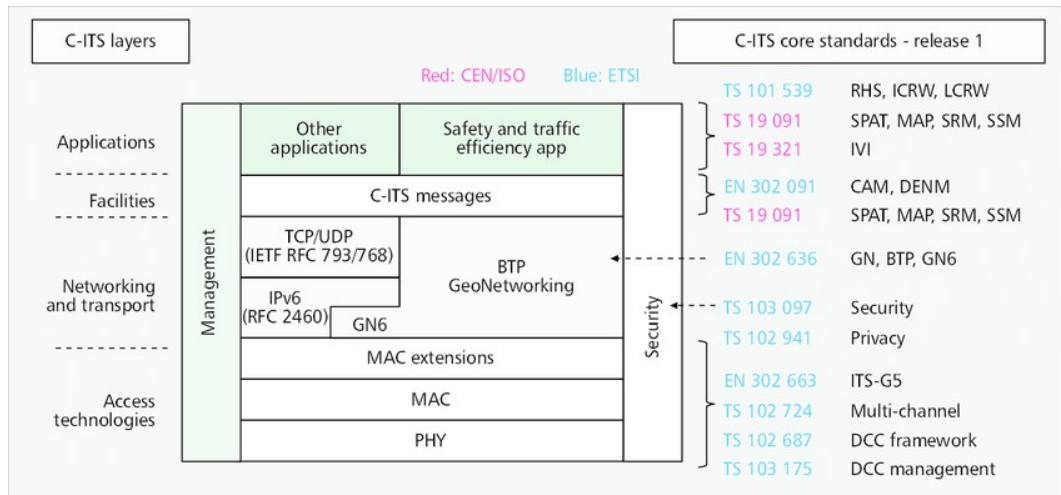 C-ITS layers
C-ITS core standards - release 1
Red: CEN/ISO Blue: ETSI
Applications
Facilities
Networking
and transport
Access
technologies
Management
Other
applications
Safety and traffic
efficiency app
C-ITS messages
TCP/UDP
(IETF RFC 793/768)
IPv6
(RFC 2460)
GN6
BTP
GeoNetworking
MAC extensions
MAC
PHY
Security
TS 101 539 RHS, ICRW, LCRW
TS 19 091 SPAT, MAP, SRM, SSM
TS 19 321 IVI
EN 302 091 CAM, DENM
TS 19 091 SPAT, MAP, SRM, SSM
EN 302 636 GN, BTP, GN6
TS 103 097 Security
TS 102 941 Privacy
EN 302 663 ITS-G5
TS 102 724 Multi-channel
TS 102 687 DCC framework
TS 103 175 DCC management